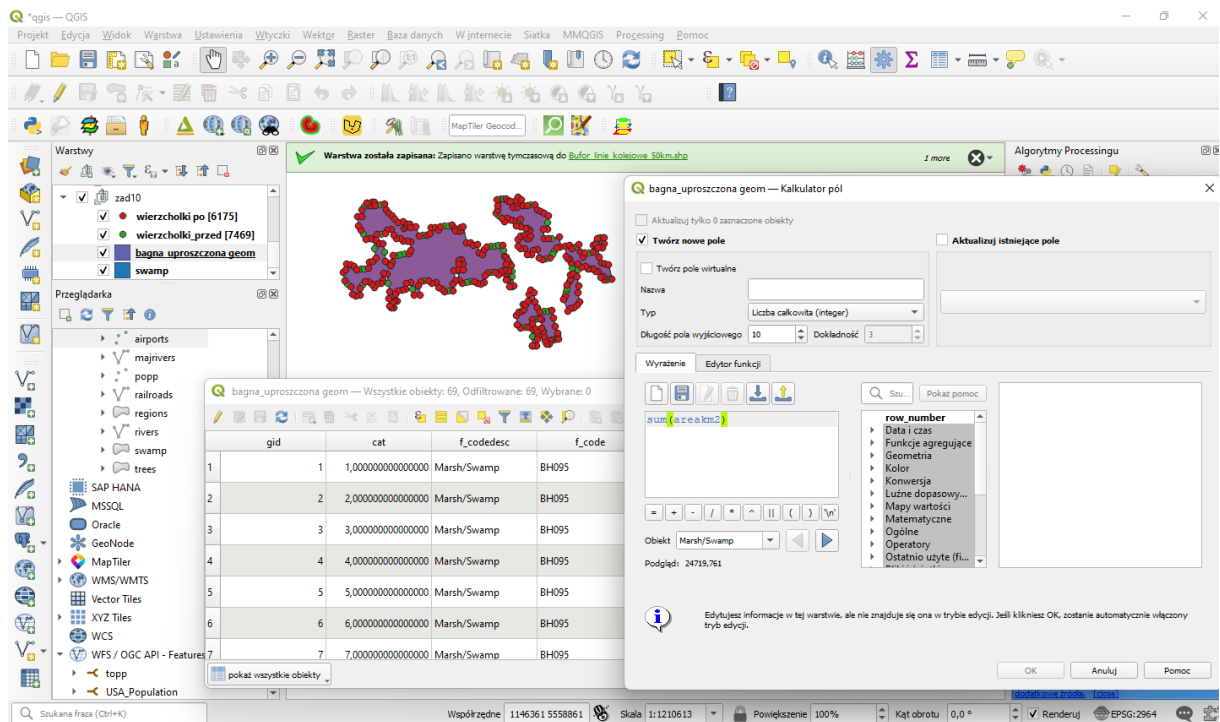 *qgis — QGIS
Projekt Edycja Widok Warstwa Ustawienia Wtyczki Wektor Raster Baza danych W internecie Siatka MMQGIS Processing Pomoc
MapTiler Geocod...
Warstwy
zad10
wierzchołki po [6175]
wierzchołki_przed [7469]
bagna_uproszczona geom
swamp
Przeglądarka
airports
majrivers
popp
railroads
regions
rivers
swamp
trees
SAP HANA
MSSQL
Oracle
GeoNode
MapTiler
WMS/WMTS
Vector Tiles
XYZ Tiles
WCS
WFS / OGC API - Features
topp
USA_Population
Warstwa została zapisana: Zapisano warstwę tymczasową do Bufor_linie_kolejowe_50km.shp
1 more
Algorytmy Processingu
bagna_uproszczona geom — Wszystkie obiekty: 69, Odfiltrowane: 69, Wybrane: 0
gid cat f_codedesc f_code
1 1 1,000000000000000 Marsh/Swamp BH095
2 2 2,000000000000000 Marsh/Swamp BH095
3 3 3,000000000000000 Marsh/Swamp BH095
4 4 4,000000000000000 Marsh/Swamp BH095
5 5 5,000000000000000 Marsh/Swamp BH095
6 6 6,000000000000000 Marsh/Swamp BH095
7 7 7,000000000000000 Marsh/Swamp BH095
pokaż wszystkie obiekty
bagna_uproszczona geom — Kalkulator pól
Aktualizuj tylko 0 zaznaczone obiekty
Twórz nowe pole
Aktualizuj istniejące pole
Twórz pole wirtualne
Nazwa
Typ Liczba całkowita (integer)
Długość pola wyjściowego 10 Dokładność 3
Wyrażenie Edytor funkcji
Szu... Pokaż pomoc
sum(areakm2)
row_number
Data i czas
Funkcje agregujące
Geometria
Kolor
Konwersja
Luźne dopasowy...
Mapy wartości
Matematyczne
Ogólne
Operatory
Ostatnio użyte (fi...
= + - / * ^ || ( ) '\n'
Obiekt Marsh/Swamp
Podgląd: 24719,761
Edytujesz informacje w tej warstwie, ale nie znajduje się ona w trybie edycji. Jeśli klikniesz OK, zostanie automatycznie włączony
tryb edycji.
OK Anuluj Pomoc
dodatkowe źródła. [close]
Szukana fraza (Ctrl+K)
Współrzędne 1146361 5558861 Skala 1:1210613 Powiększenie 100% Kąt obrotu 0,0 ° Renderuj EPSG:2964